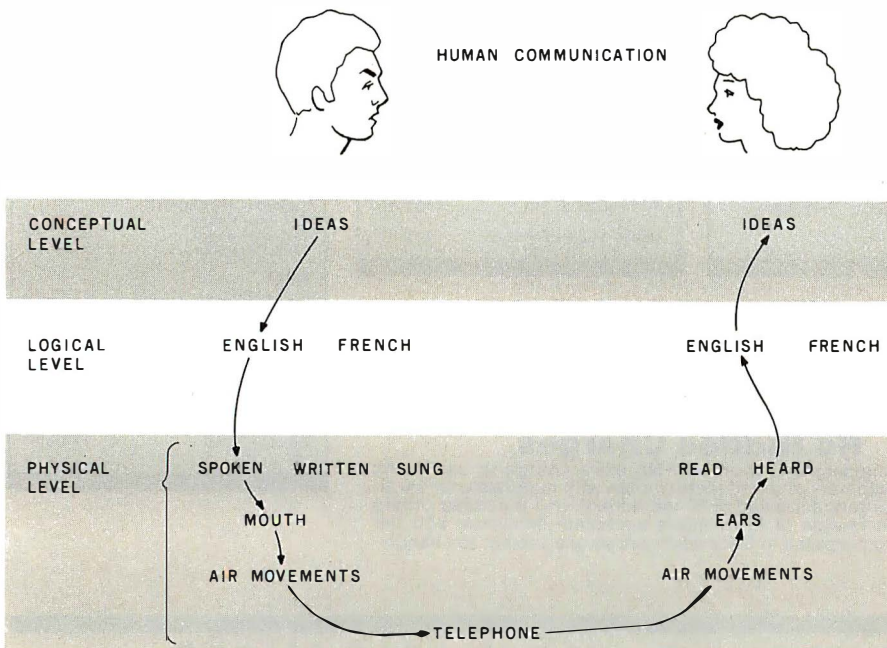 HUMAN COMMUNICATION
CONCEPTUAL LEVEL
IDEAS
IDEAS
LOGICAL LEVEL
ENGLISH FRENCH
ENGLISH FRENCH
PHYSICAL LEVEL
SPOKEN WRITTEN SUNG
READ HEARD
MOUTH
EARS
AIR MOVEMENTS
AIR MOVEMENTS
TELEPHONE